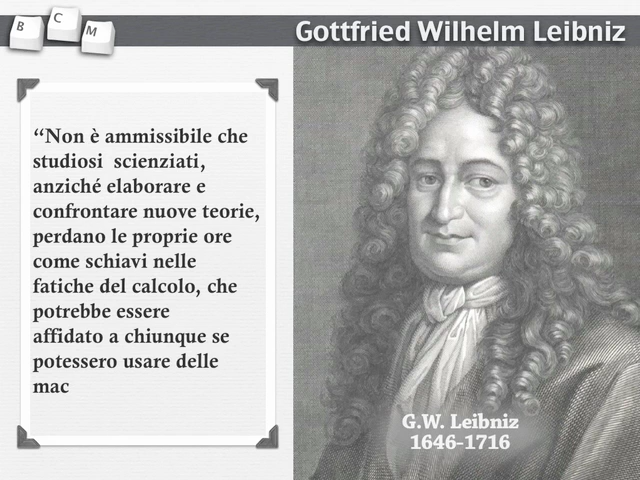 B C M
Gottfried Wilhelm Leibniz
“Non è ammissibile che
studiosi scienziati,
anziché elaborare e
confrontare nuove teorie,
perdano le proprie ore
come schiavi nelle
fatiche del calcolo, che
potrebbe essere
affidato a chiunque se
potessero usare delle
mac
G.W. Leibniz
1646-1716